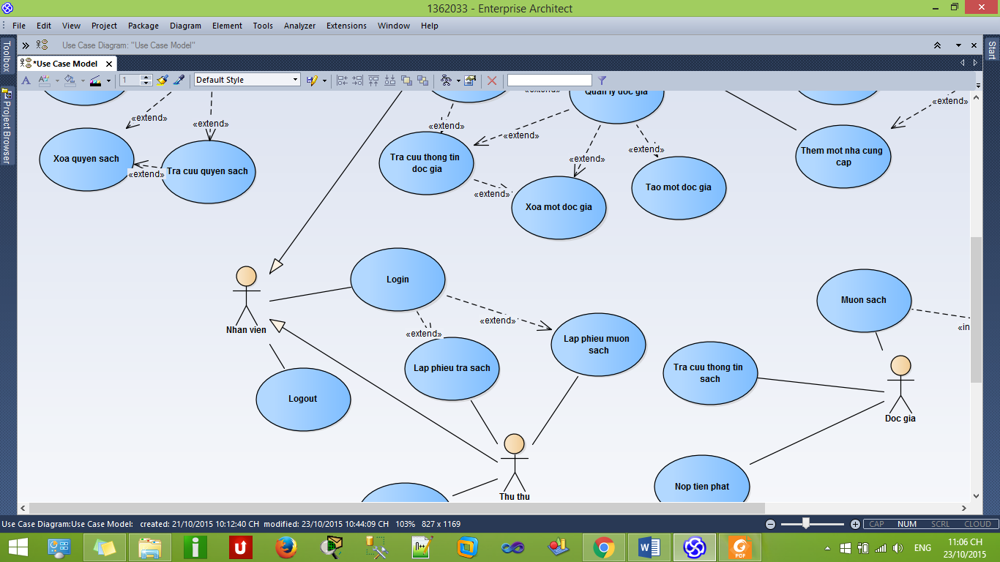 1362033 - Enterprise Architect
File Edit View Project Package Diagram Element Tools Analyzer Extensions Window Help
Toolbox
Project Browser
Start
Use Case Diagram: "Use Case Model"
*Use Case Model
1
Default Style
«extend»
«extend»
Xoa quyen sach
«extend»
Tra cuu quyen sach
«extend»
Quan ly doc gia
«extend»
«extend»
Tra cuu thong tin
doc gia
«extend»
«extend»
«extend»
Xoa mot doc gia
Tao mot doc gia
«extend»
Them mot nha cung
cap
Nhan vien
Login
«extend»
«extend»
Lap phieu muon
sach
Lap phieu tra sach
Logout
Thu thu
Muon sach
«in
Tra cuu thong tin
sach
Doc gia
Nop tien phat
Use Case Diagram:Use Case Model: created: 21/10/2015 10:12:40 CH modified: 23/10/2015 10:44:09 CH 103% 827 x 1169
CAP NUM SCRL CLOUD
ENG
11:06 CH
23/10/2015
PDF